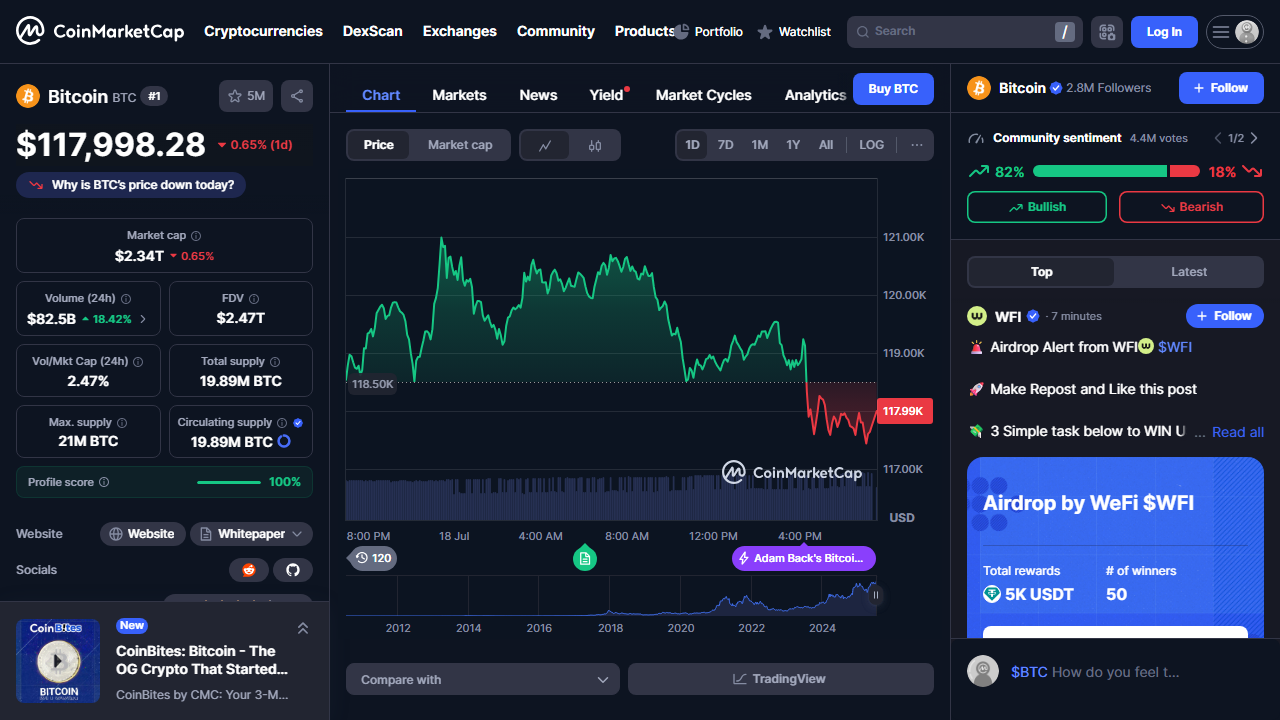 CoinMarketCap
Cryptocurrencies DexScan Exchanges Community Products Portfolio Watchlist Search / Log In
Bitcoin BTC #1 5M
$117,998.28 0.65% (1d)
Why is BTC's price down today?
Market cap
$2.34T 0.65%
Volume (24h)
$82.5B 18.42%
FDV
$2.47T
Vol/Mkt Cap (24h)
2.47%
Total supply
19.89M BTC
Max. supply
21M BTC
Circulating supply
19.89M BTC
Profile score 100%
Website Website Whitepaper
Socials
CoinBites
BITCOIN
New
CoinBites: Bitcoin - The
OG Crypto That Started...
CoinBites by CMC: Your 3-M...
Chart Markets News Yield Market Cycles Analytics Buy BTC
Price Market cap 1D 7D 1M 1Y All LOG ...
121.00K
120.00K
119.00K
118.50K
117.99K
117.00K
CoinMarketCap
USD
8:00 PM 18 Jul 4:00 AM 8:00 AM 12:00 PM 4:00 PM
120 Adam Back's Bitcoi...
2012 2014 2016 2018 2020 2022 2024
Compare with TradingView
Bitcoin 2.8M Followers + Follow
Community sentiment 4.4M votes 1/2
82% 18%
Bullish Bearish
Top Latest
WFI · 7 minutes + Follow
Airdrop Alert from WFI $WFI
Make Repost and Like this post
3 Simple task below to WIN U ... Read all
Airdrop by WeFi $WFI
Total rewards # of winners
5K USDT 50
$BTC How do you feel t...